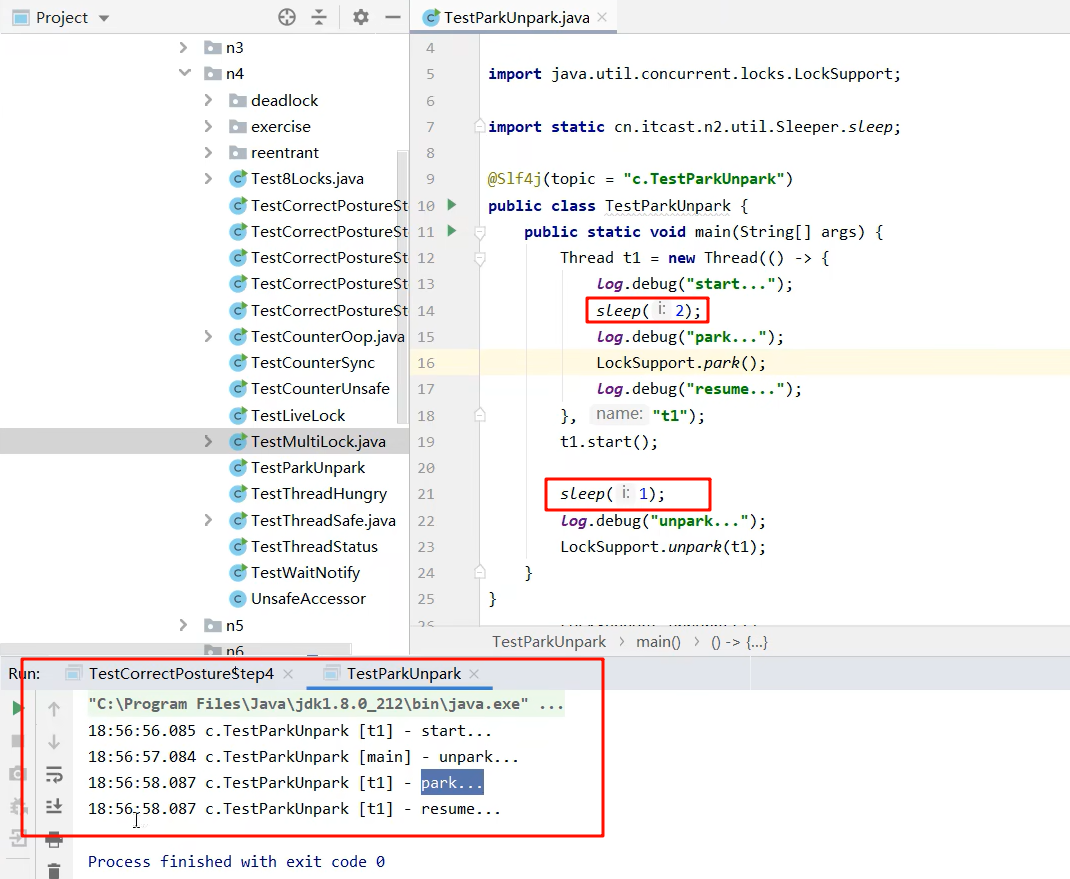 Project
TestParkUnpark.java
n3
n4
deadlock
exercise
reentrant
Test8Locks.java
TestCorrectPostureSt
TestCorrectPostureSt
TestCorrectPostureSt
TestCorrectPostureSt
TestCorrectPostureSt
TestCounterOop.java
TestCounterSync
TestCounterUnsafe
TestLiveLock
TestMultiLock.java
TestParkUnpark
TestThreadHungry
TestThreadSafe.java
TestThreadStatus
TestWaitNotify
UnsafeAccessor
n5
n6
4
5 import java.util.concurrent.locks.LockSupport;
6
7 import static cn.itcast.n2.util.Sleeper.sleep;
8
9 @Slf4j(topic = "c.TestParkUnpark")
10 public class TestParkUnpark {
11 public static void main(String[] args) {
12 Thread t1 = new Thread(() -> {
13 log.debug("start...");
14 sleep( i: 2);
15 log.debug("park...");
16 LockSupport.park();
17 log.debug("resume...");
18 }, name: "t1");
19 t1.start();
20
21 sleep( i: 1);
22 log.debug("unpark...");
23 LockSupport.unpark(t1);
24 }
25 }
26
TestParkUnpark › main() › () -> {...}
Run: TestCorrectPostureStep4 TestParkUnpark
"C:\Program Files\Java\jdk1.8.0_212\bin\java.exe" ...
18:56:56.085 c.TestParkUnpark [t1] - start...
18:56:57.084 c.TestParkUnpark [main] - unpark...
18:56:58.087 c.TestParkUnpark [t1] - park...
18:56:58.087 c.TestParkUnpark [t1] - resume...
Process finished with exit code 0